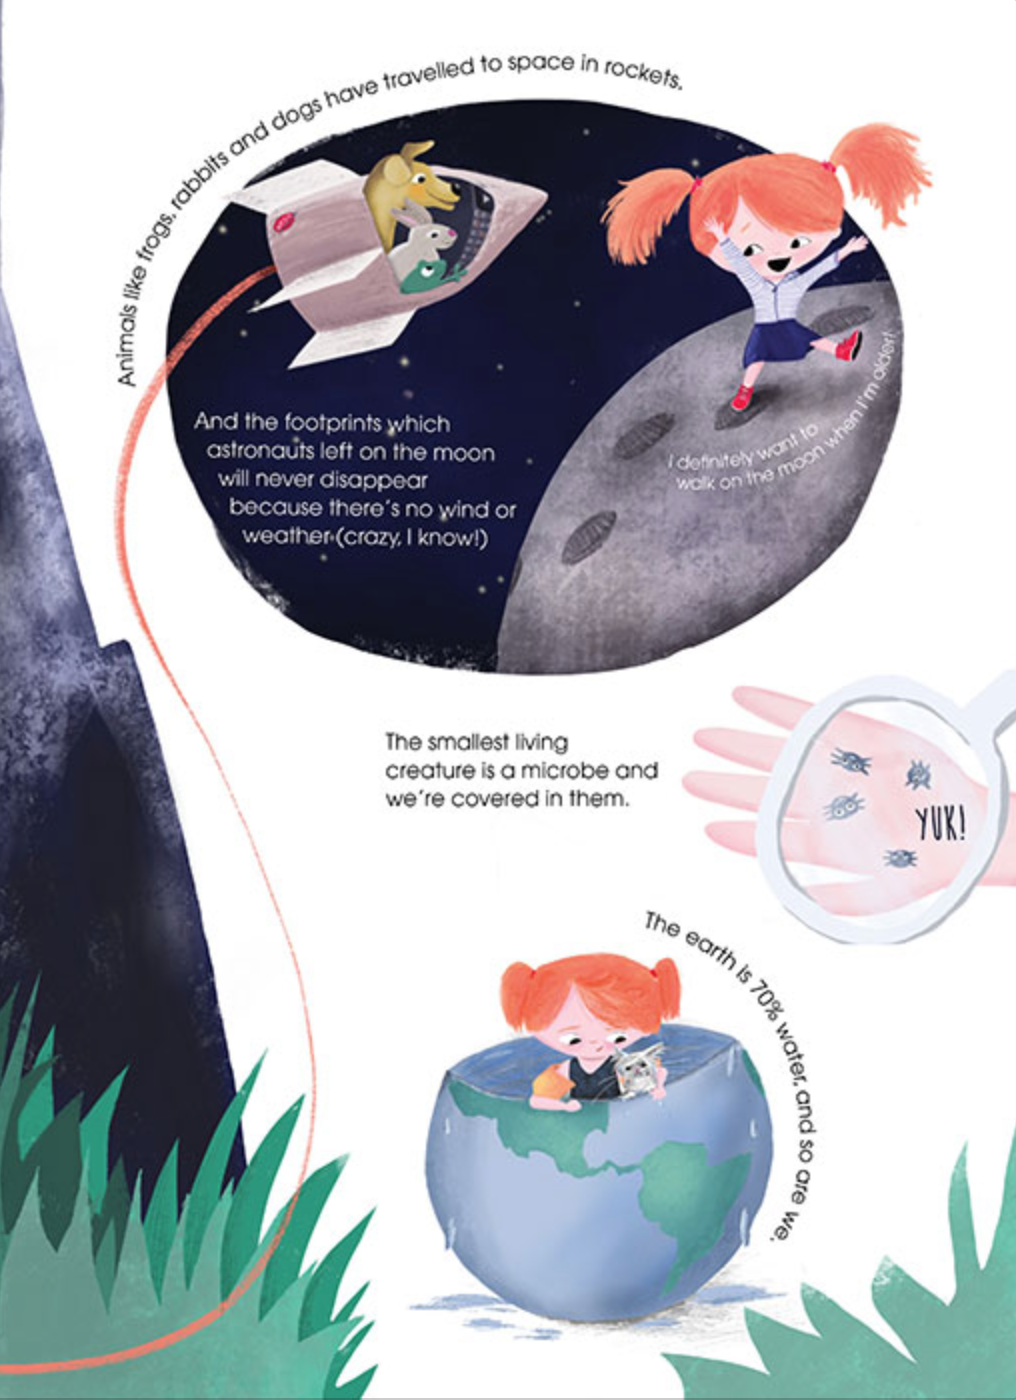 Animals like frogs, rabbits and dogs have travelled to space in rockets.
And the footprints which
astronauts left on the moon
will never disappear
because there's no wind or
weather (crazy, I know!)
I definitely want to
walk on the moon when I'm older!
The smallest living
creature is a microbe and
we're covered in them.
YUK!
The earth is 70% water, and so are we.